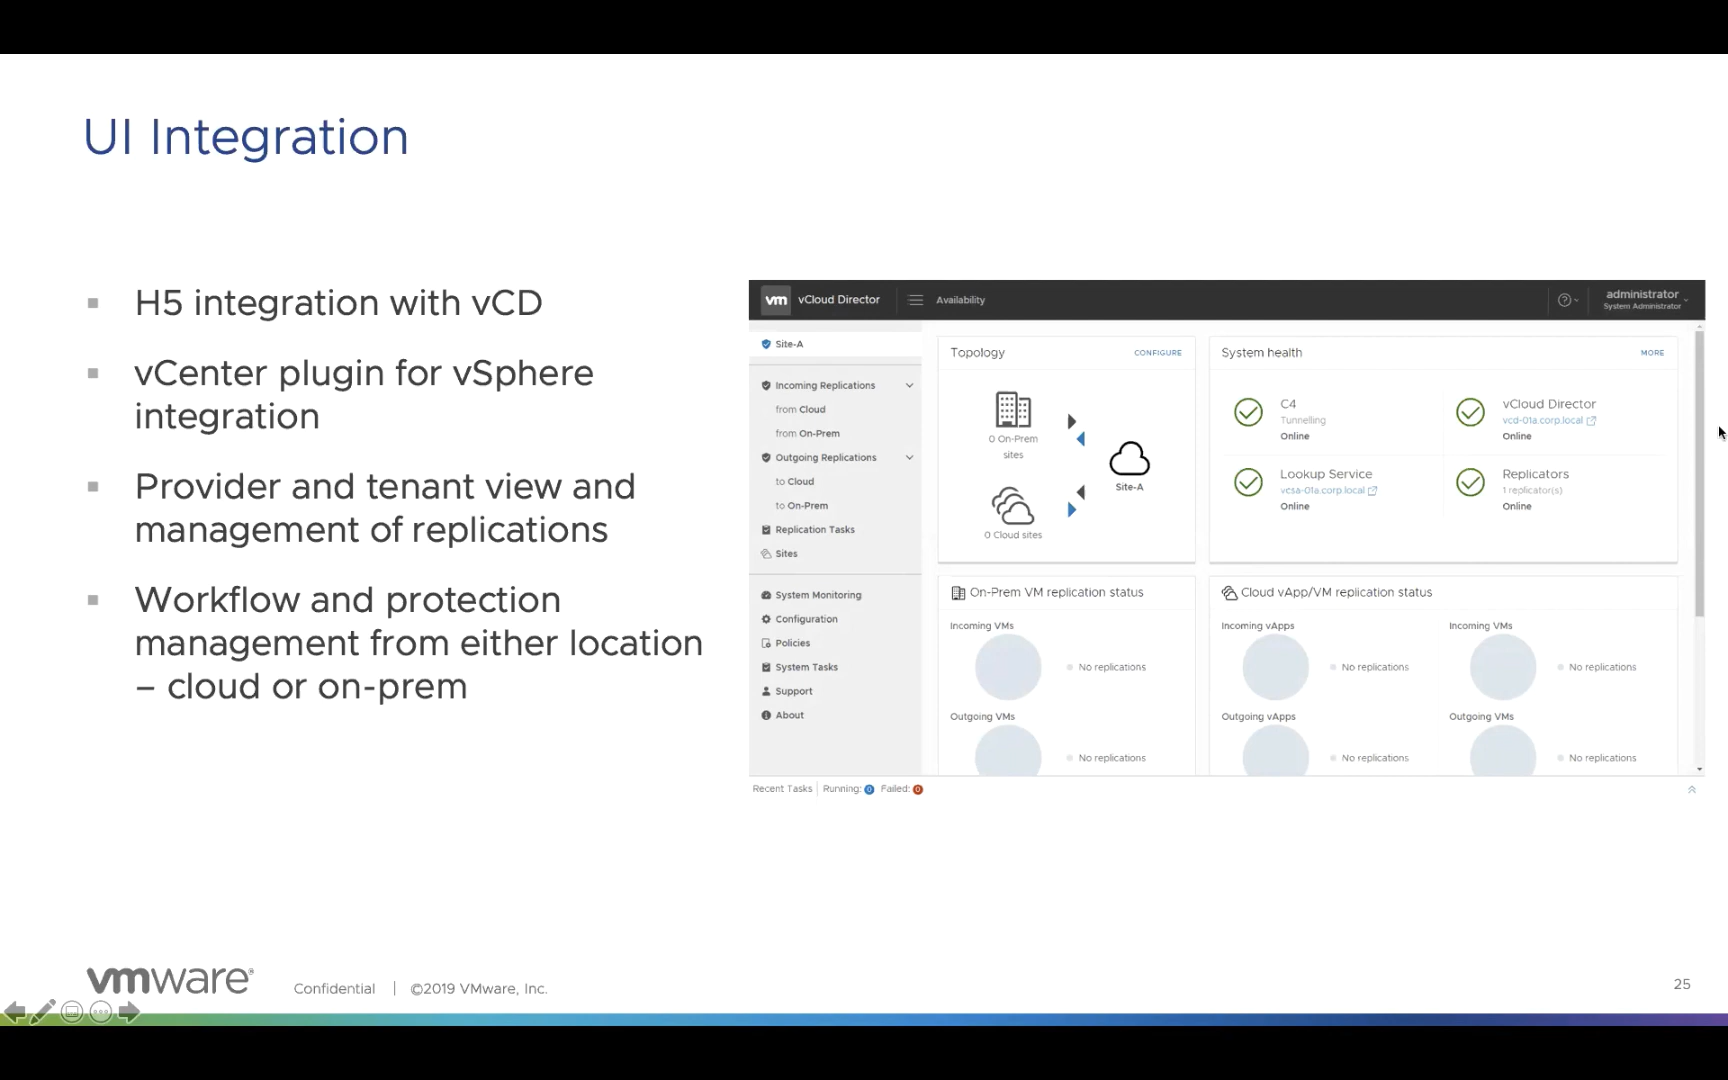 UI Integration
H5 integration with vCD
vCenter plugin for vSphere
integration
Provider and tenant view and
management of replications
Workflow and protection
management from either location
– cloud or on-prem
vm vCloud Director Availability
administrator
System Administrator
Site-A
Incoming Replications
from Cloud
from On-Prem
Outgoing Replications
to Cloud
to On-Prem
Replication Tasks
Sites
System Monitoring
Configuration
Policies
System Tasks
Support
About
Topology CONFIGURE
0 On-Prem
sites
Site-A
0 Cloud sites
System health MORE
C4
Tunnelling
Online
vCloud Director
vcd-01a.corp.local
Online
Lookup Service
vcsa-01a.corp.local
Online
Replicators
1 replicator(s)
Online
On-Prem VM replication status
Incoming VMs
No replications
Outgoing VMs
No replications
Cloud vApp/VM replication status
Incoming vApps
No replications
Incoming VMs
No replications
Outgoing vApps
No replications
Outgoing VMs
No replications
Recent Tasks Running: 0 Failed: 0
vmware® Confidential | ©2019 VMware, Inc.
25